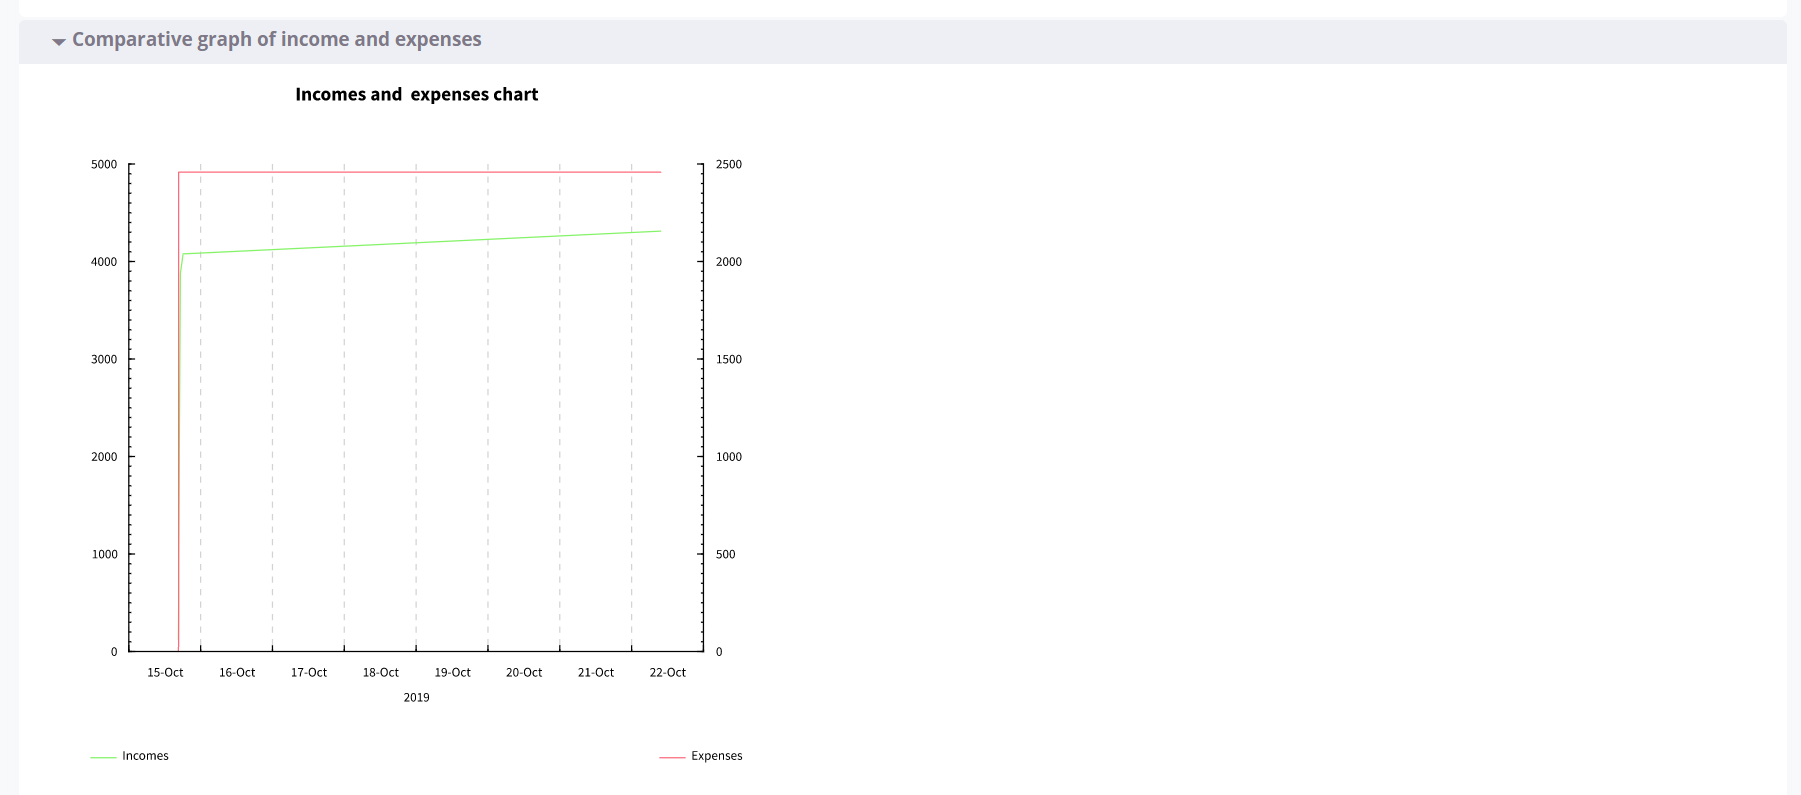 Comparative graph of income and expenses
Incomes and  expenses chart
5000 2500
4000 2000
3000 1500
2000 1000
1000 500
0 0
15-Oct 16-Oct 17-Oct 18-Oct 19-Oct 20-Oct 21-Oct 22-Oct
2019
Incomes Expenses